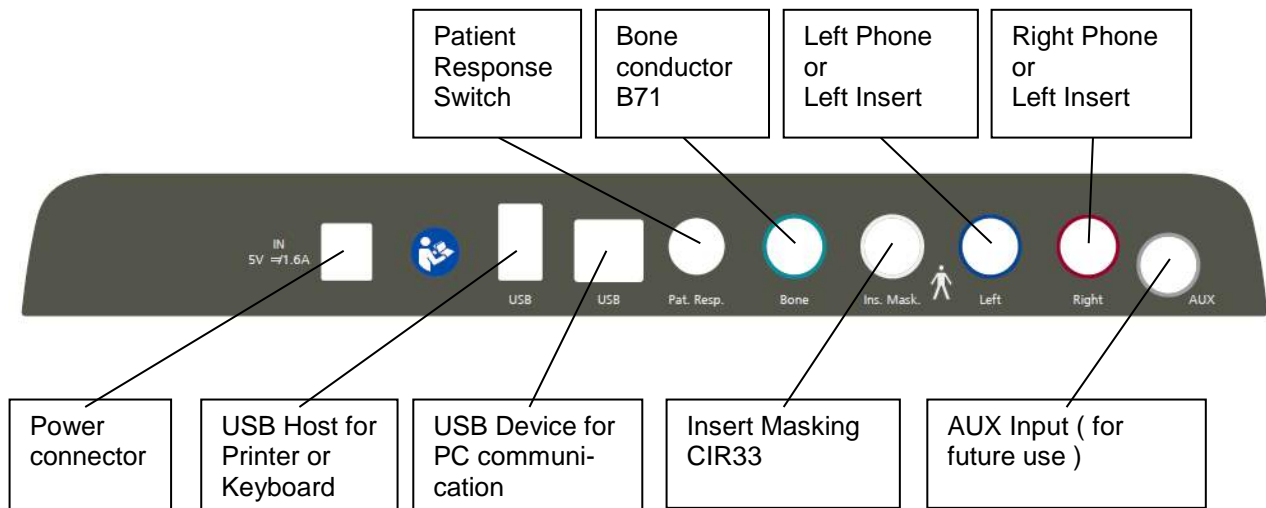 Patient
Response
Switch
Bone
conductor
B71
Left Phone
or
Left Insert
Right Phone
or
Left Insert
IN
5V ⎓/1.6A
USB
USB
Pat. Resp.
Bone
Ins. Mask.
Left
Right
AUX
Power
connector
USB Host for
Printer or
Keyboard
USB Device for
PC communi-
cation
Insert Masking
CIR33
AUX Input ( for
future use )